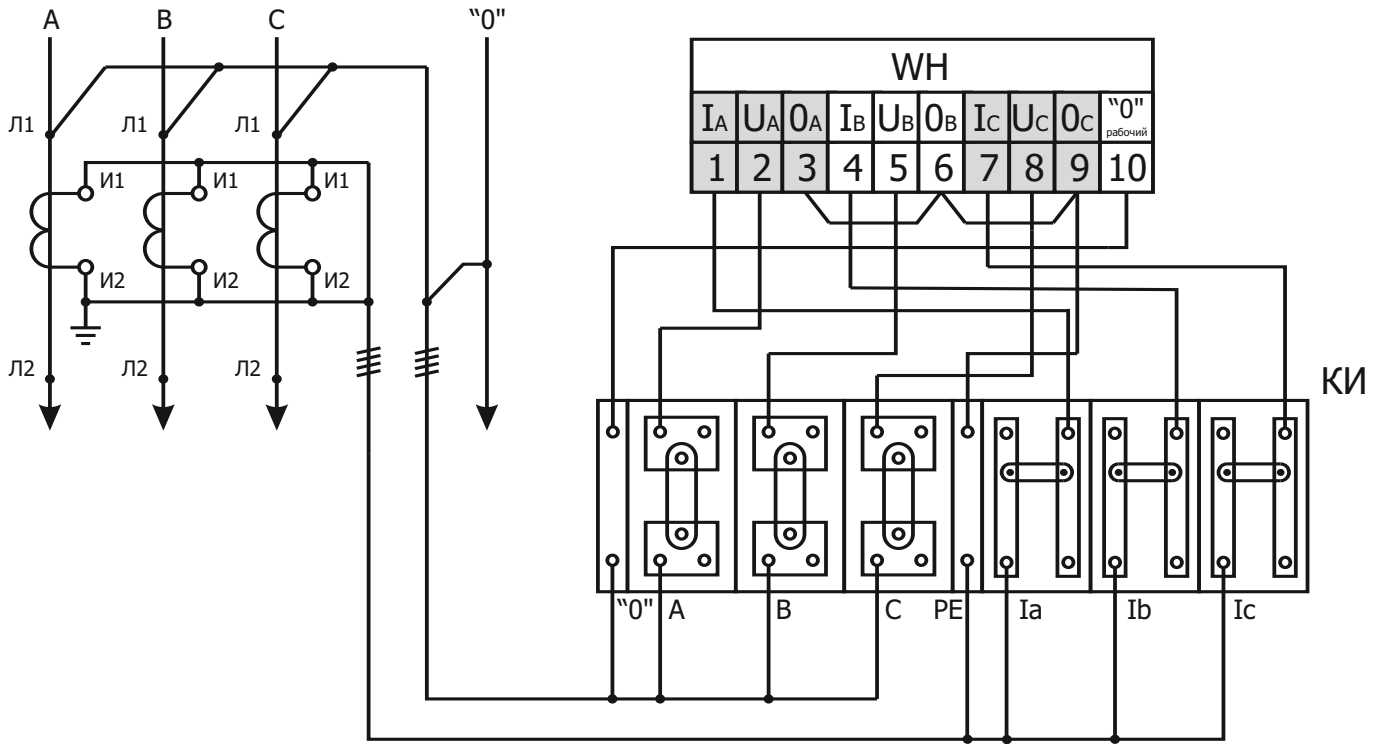 A B C "0"
WH
IA UA 0A IB UB 0B IC UC 0C "0" рабочий
1 2 3 4 5 6 7 8 9 10
Л1 Л1 Л1
И1 И1 И1
И2 И2 И2
Л2 Л2 Л2
КИ
"0" A B C PE Ia Ib Ic